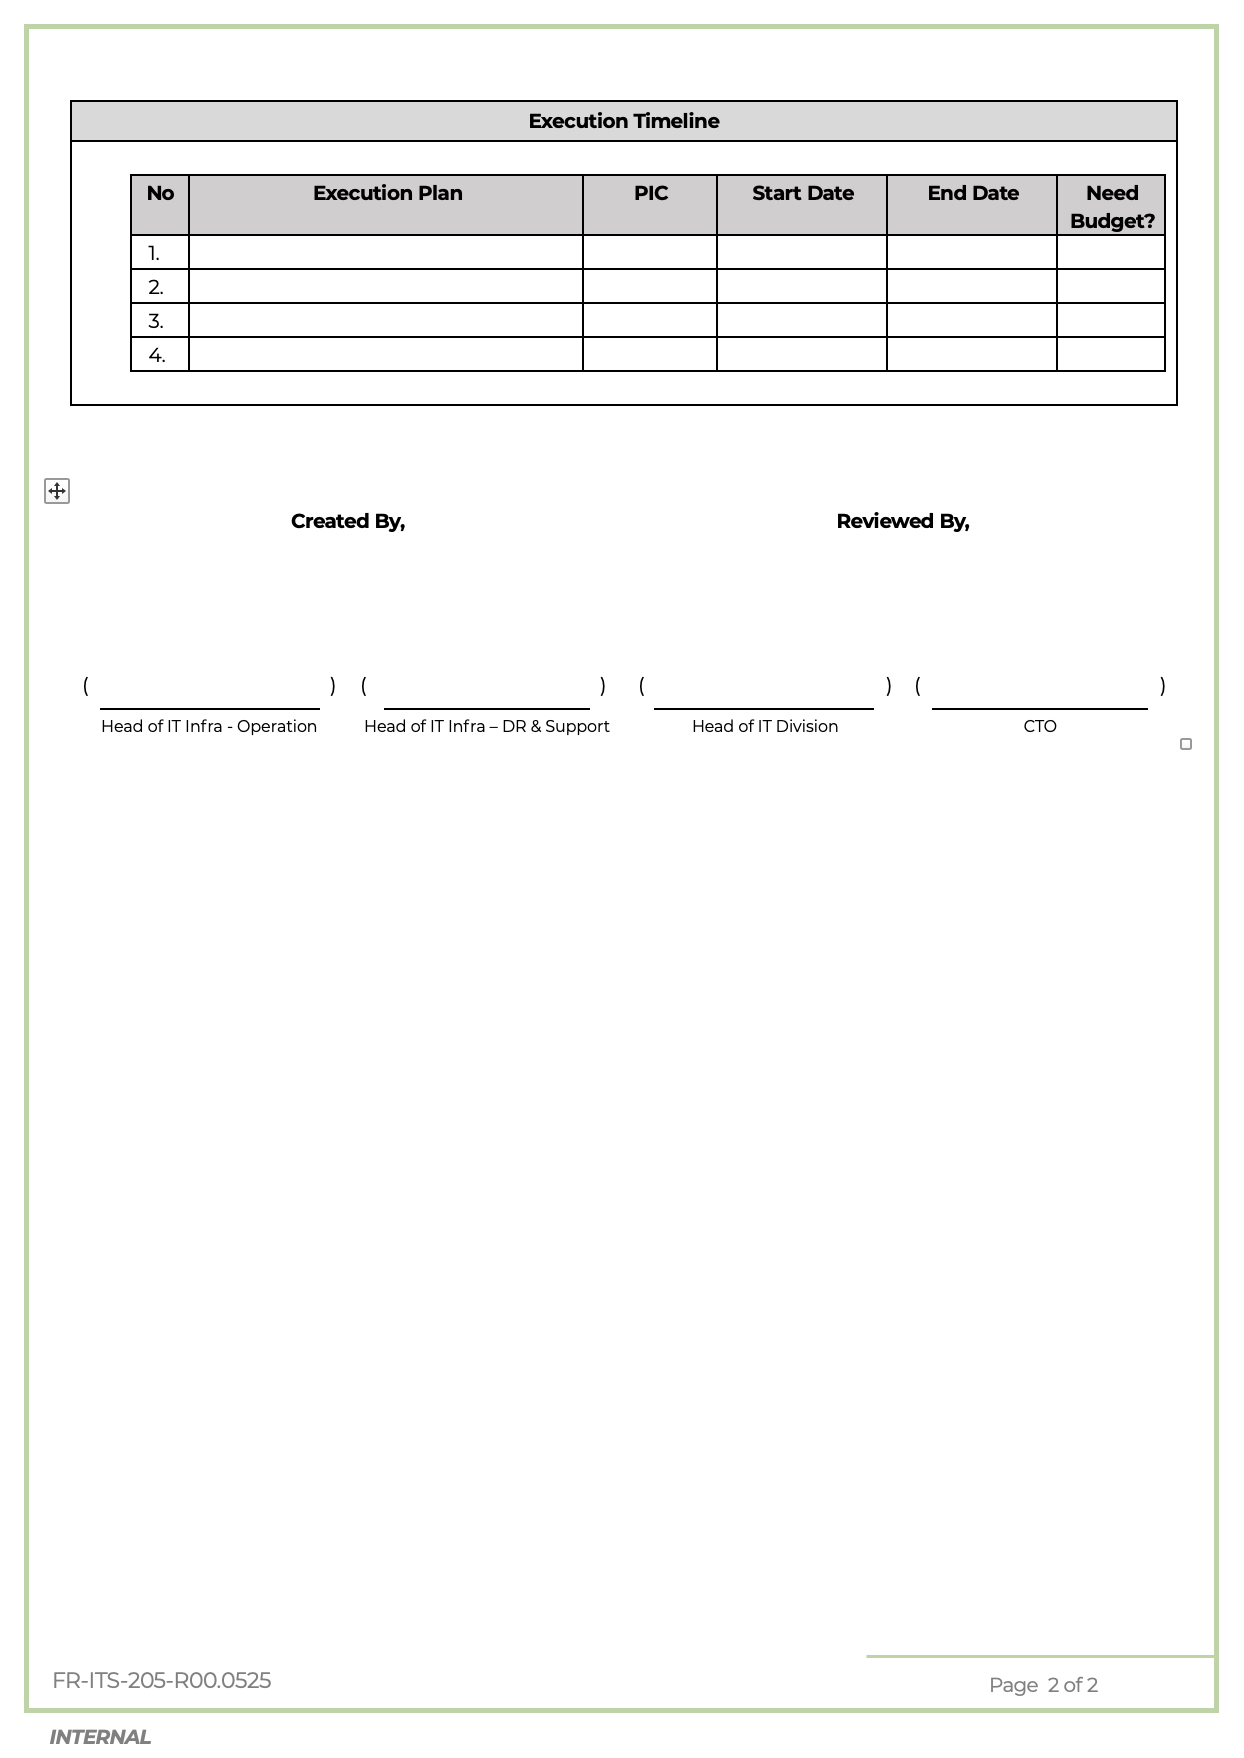 Execution Timeline
No Execution Plan PIC Start Date End Date Need
Budget?
1.
2.
3.
4.
Created By, Reviewed By,
( ) ( ) ( ) ( )
Head of IT Infra - Operation Head of IT Infra – DR & Support Head of IT Division CTO
FR-ITS-205-R00.0525
Page 2 of 2
INTERNAL